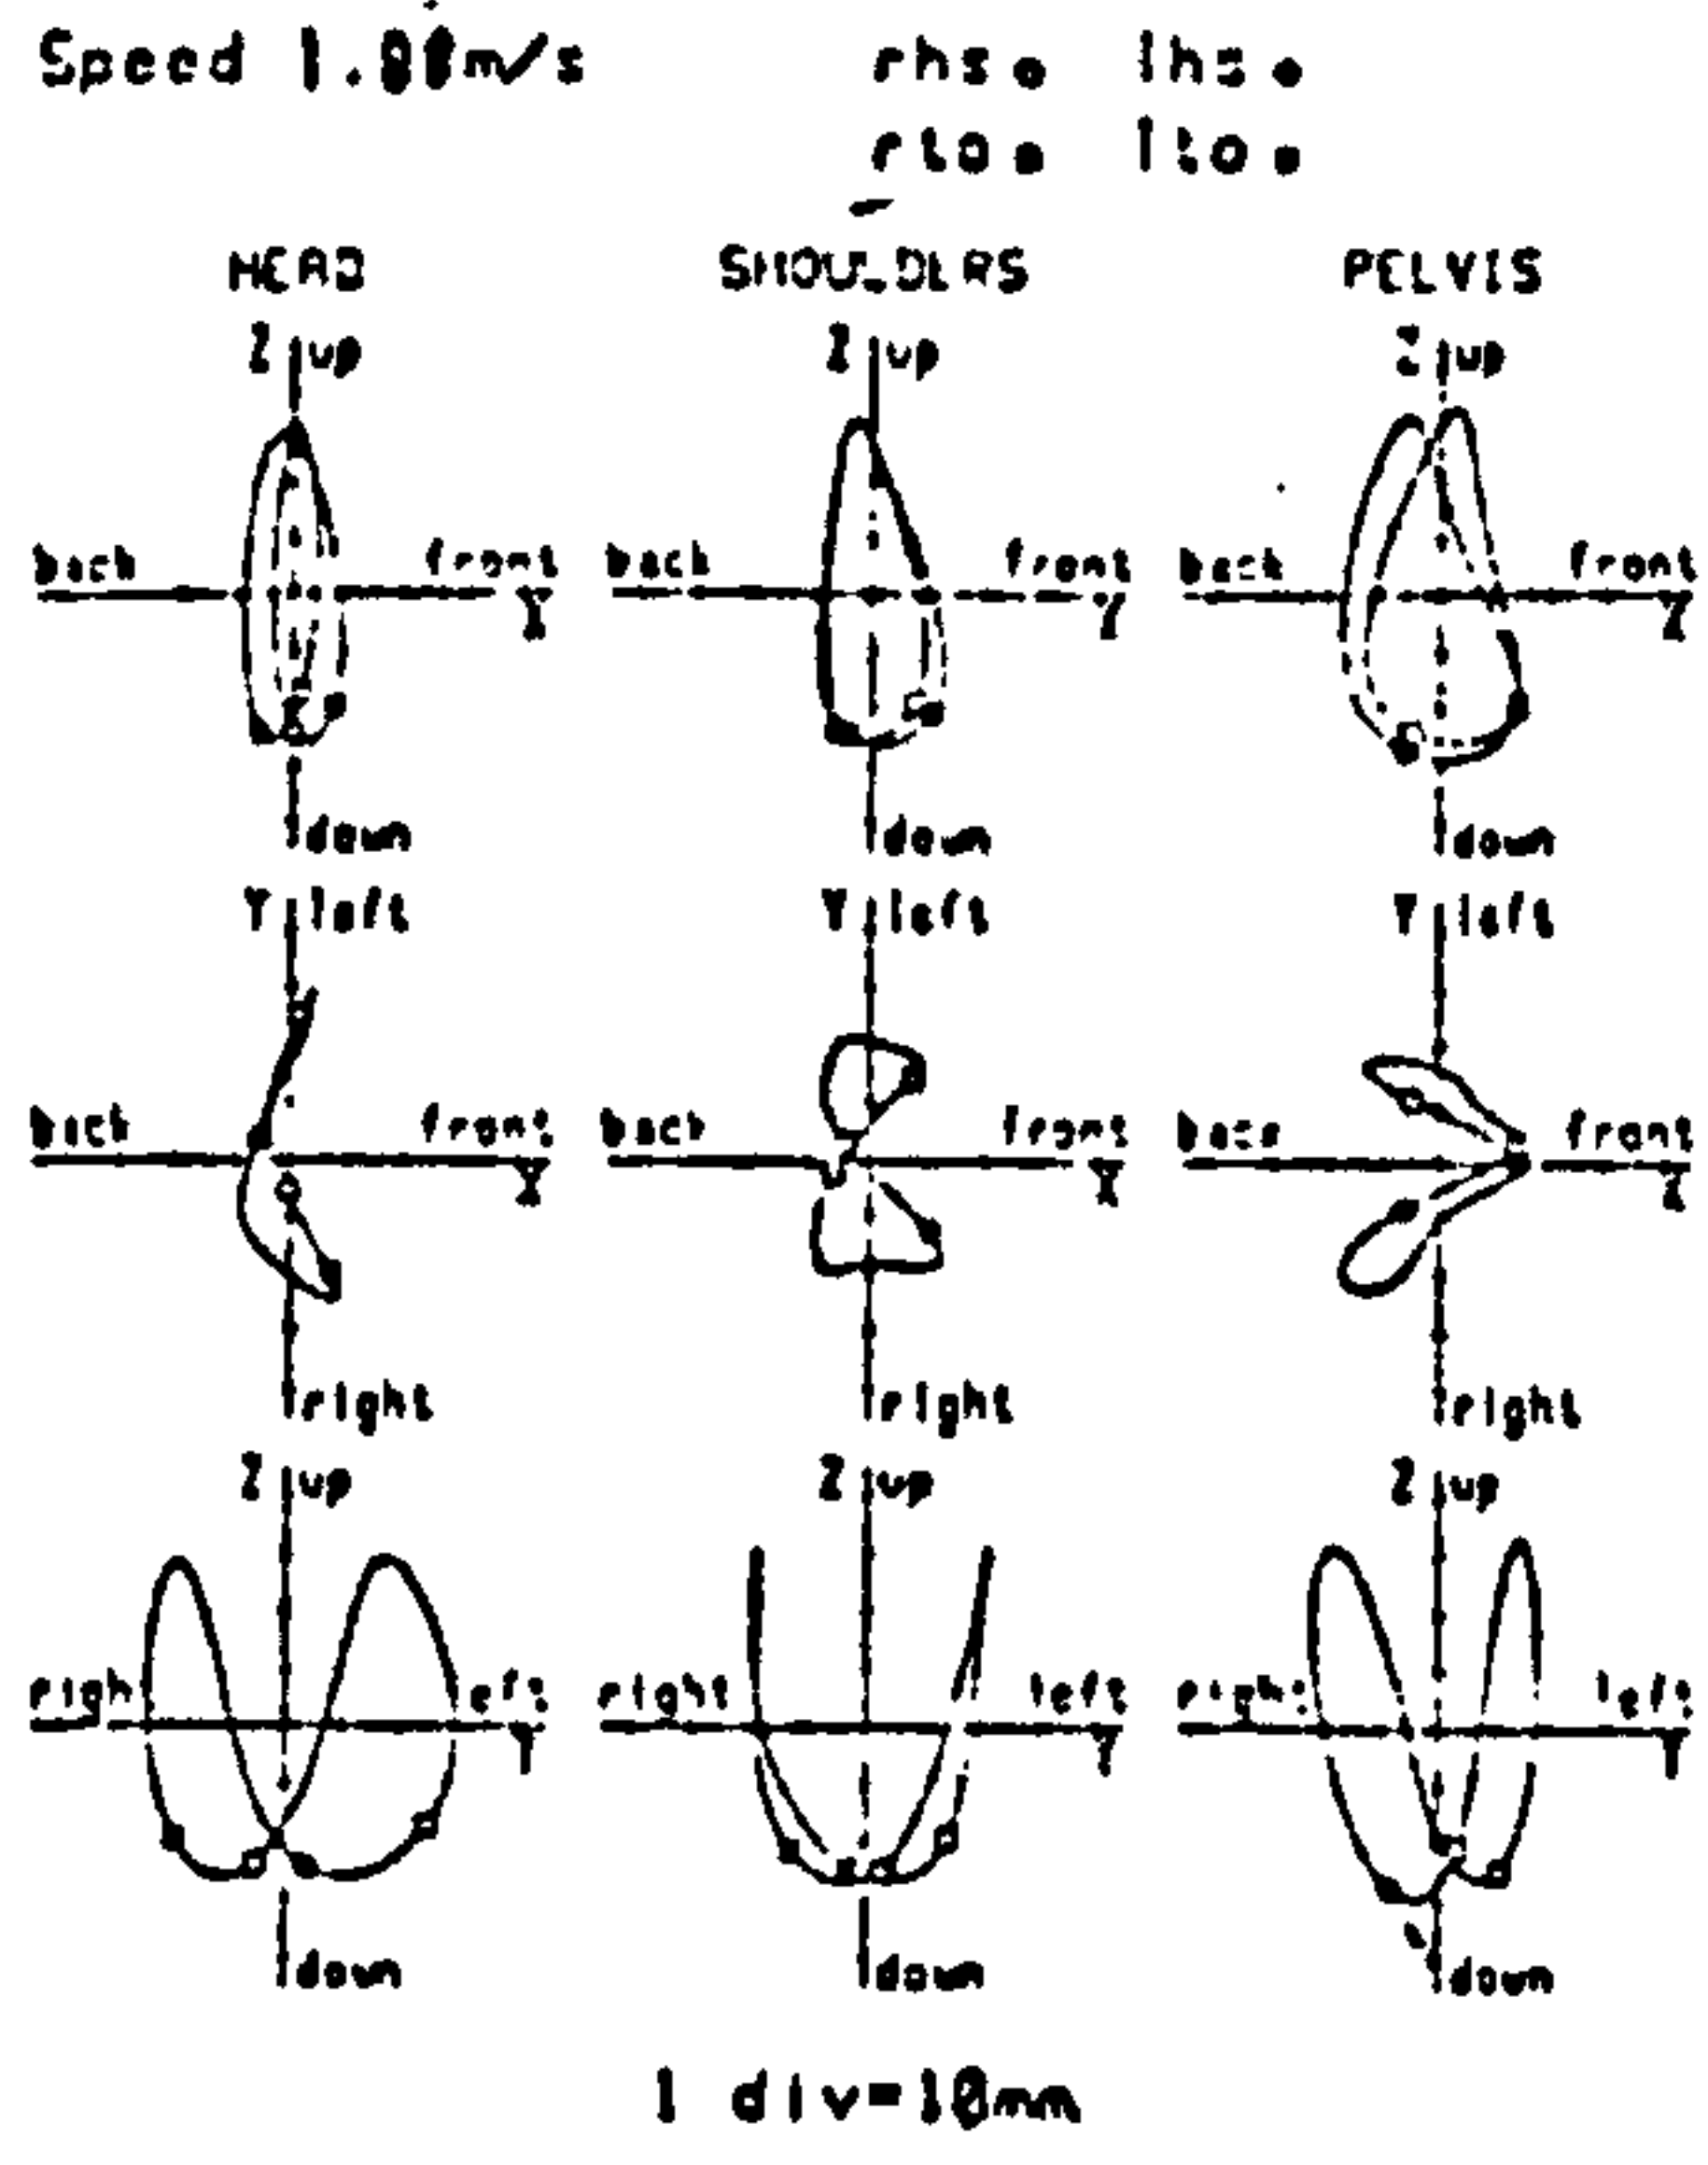 Speed m/s rhs lhs
rto lto
HEAD SHOULDERS PELVIS
Z up Z up Z up
back front back front back front
X X X
down down down
Y left Y left Y left
back front back front back front
X X X
right right right
Z up Z up Z up
right left right left right left
Y Y Y
down down down
1 div=10mm